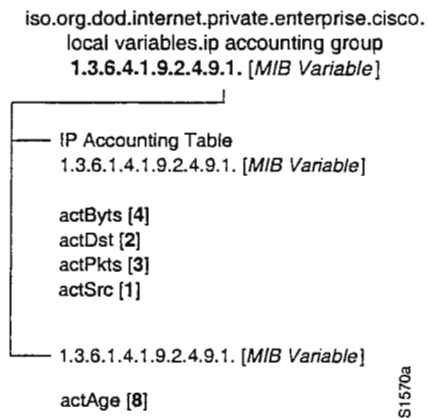 iso.org.dod.internet.private.enterprise.cisco.
local variables.ip accounting group
1.3.6.4.1.9.2.4.9.1. [MIB Variable]
IP Accounting Table
1.3.6.1.4.1.9.2.4.9.1. [MIB Variable]
actByts [4]
actDst [2]
actPkts [3]
actSrc [1]
1.3.6.1.4.1.9.2.4.9.1. [MIB Variable]
actAge [8]
S1570a